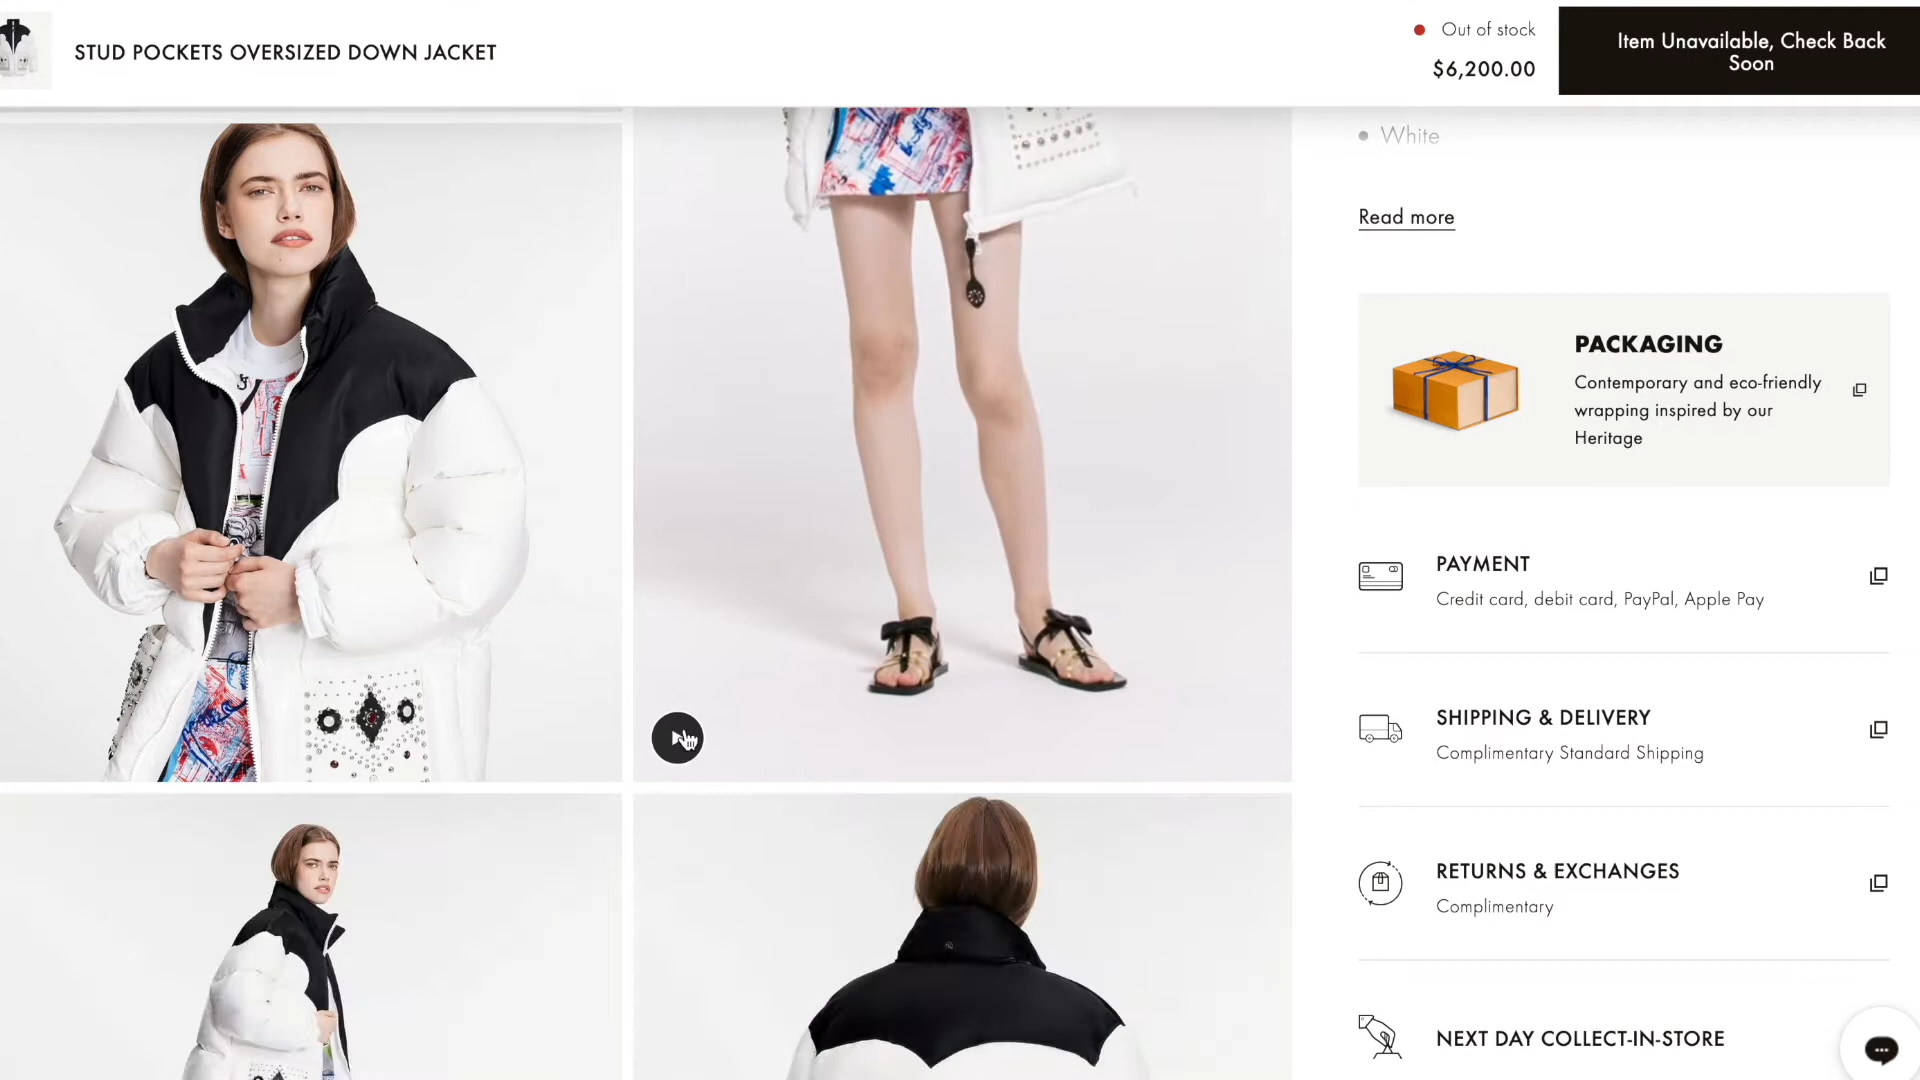 STUD POCKETS OVERSIZED DOWN JACKET
Out of stock
$6,200.00
Item Unavailable, Check Back
Soon
White
Read more
PACKAGING
Contemporary and eco-friendly
wrapping inspired by our
Heritage
PAYMENT
Credit card, debit card, PayPal, Apple Pay
SHIPPING & DELIVERY
Complimentary Standard Shipping
RETURNS & EXCHANGES
Complimentary
NEXT DAY COLLECT-IN-STORE